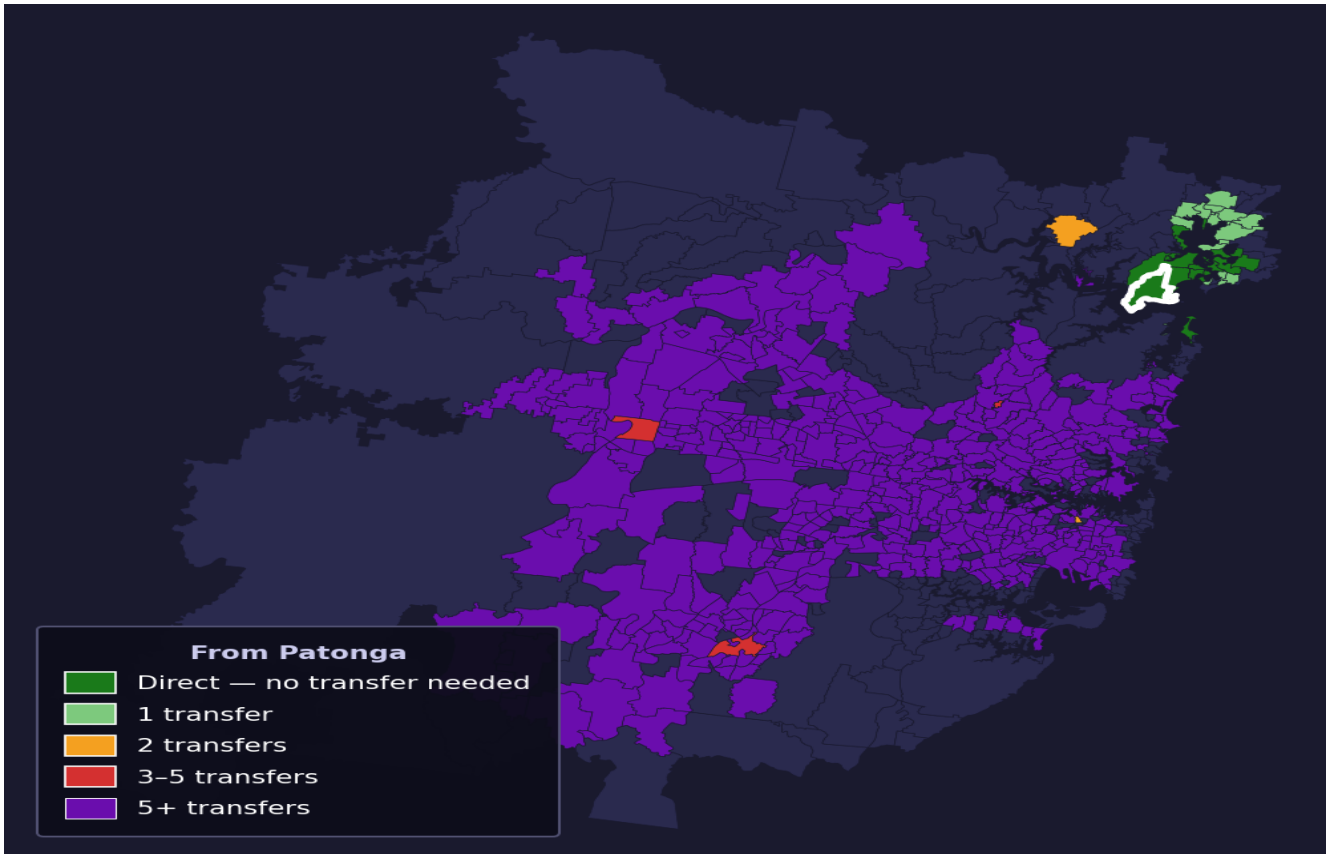 From Patonga
Direct — no transfer needed
1 transfer
2 transfers
3–5 transfers
5+ transfers